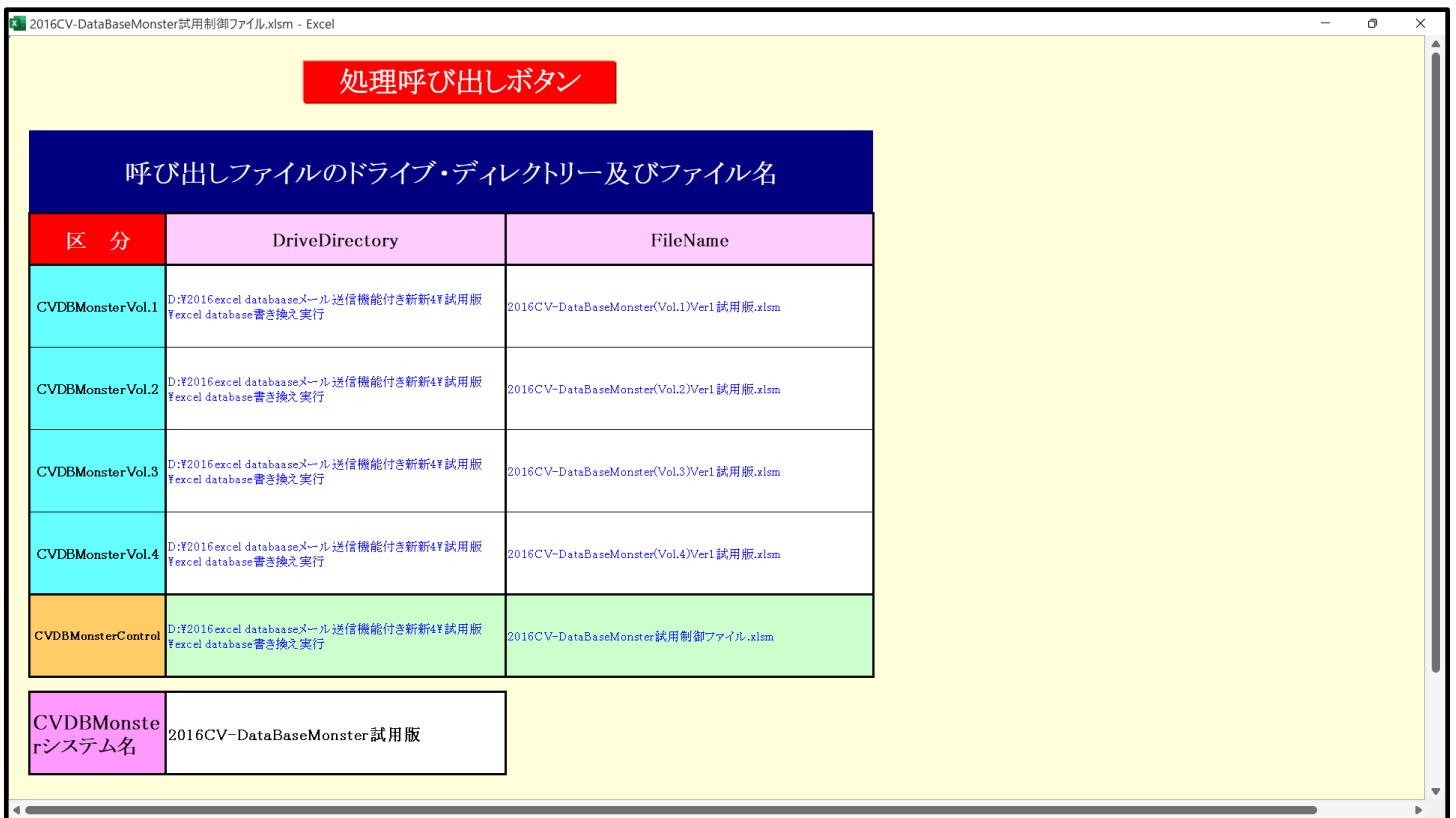 2016CV-DataBaseMonster試用制御ファイル.xlsm - Excel
処理呼び出しボタン
呼び出しファイルのドライブ・ディレクトリー及びファイル名
区　分
DriveDirectory
FileName
CVDBMonsterVol.1
D:¥2016excel databaaseメール送信機能付き新新4¥試用版
¥excel database書き換え実行
2016CV-DataBaseMonster(Vol.1)Ver1試用版.xlsm
CVDBMonsterVol.2
D:¥2016excel databaaseメール送信機能付き新新4¥試用版
¥excel database書き換え実行
2016CV-DataBaseMonster(Vol.2)Ver1試用版.xlsm
CVDBMonsterVol.3
D:¥2016excel databaaseメール送信機能付き新新4¥試用版
¥excel database書き換え実行
2016CV-DataBaseMonster(Vol.3)Ver1試用版.xlsm
CVDBMonsterVol.4
D:¥2016excel databaaseメール送信機能付き新新4¥試用版
¥excel database書き換え実行
2016CV-DataBaseMonster(Vol.4)Ver1試用版.xlsm
CVDBMonsterControl
D:¥2016excel databaaseメール送信機能付き新新4¥試用版
¥excel database書き換え実行
2016CV-DataBaseMonster試用制御ファイル.xlsm
CVDBMonste
rシステム名
2016CV-DataBaseMonster試用版